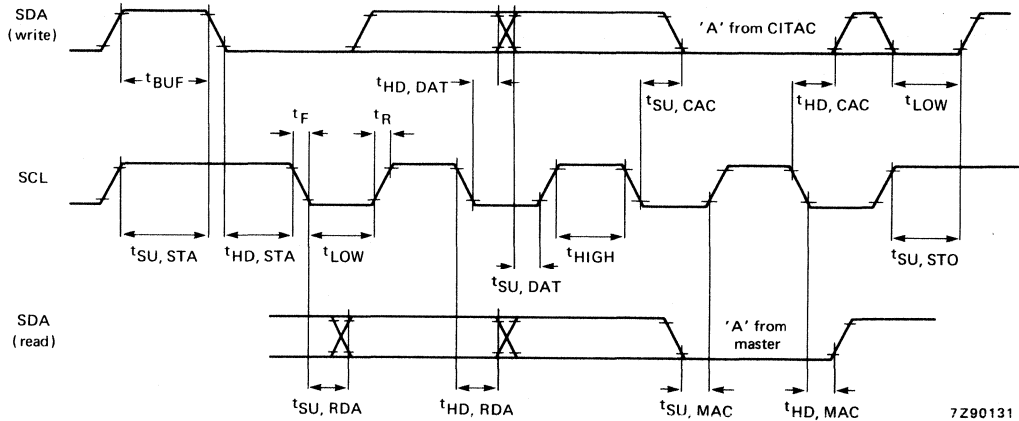 SDA
(write)
'A' from CITAC
tBUF
tHD, DAT
tSU, CAC
tHD, CAC
tLOW
tF
tR
SCL
tSU, STA
tHD, STA
tLOW
tSU, DAT
tHIGH
tSU, STO
SDA
(read)
'A' from
master
tSU, RDA
tHD, RDA
tSU, MAC
tHD, MAC
7Z90131